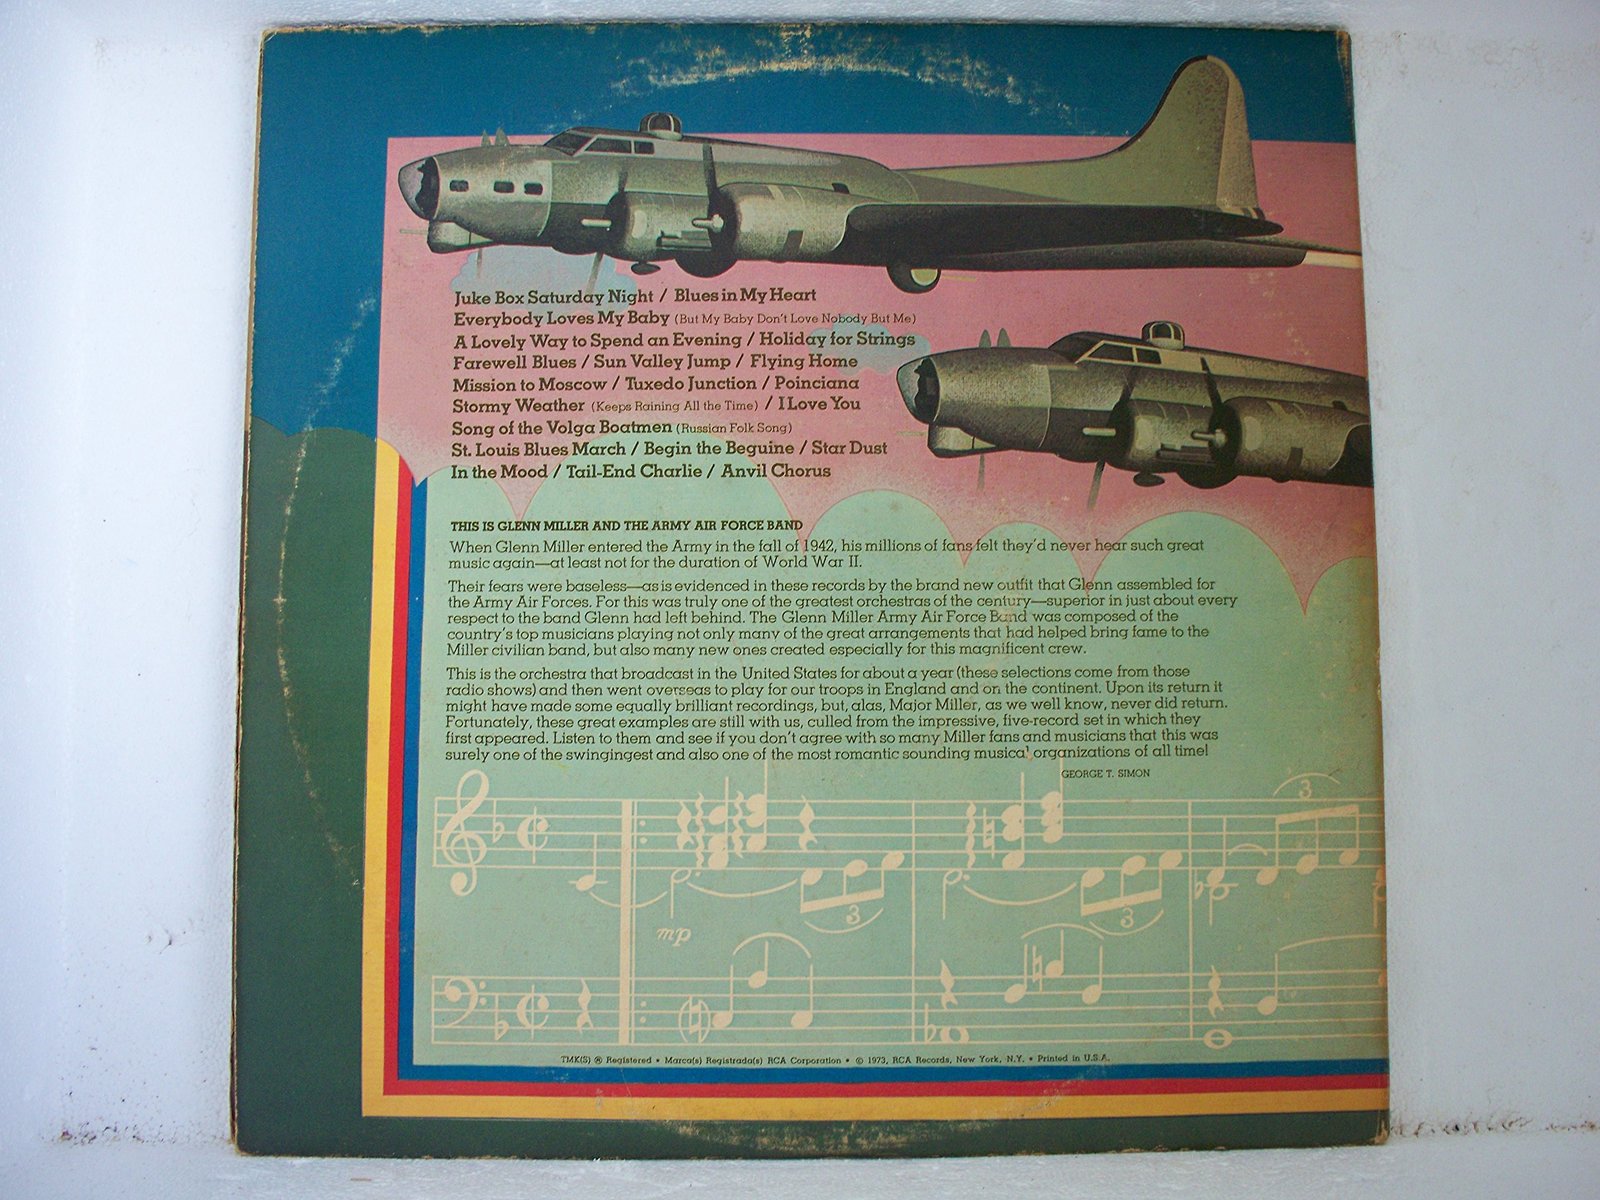 Juke Box Saturday Night / Blues in My Heart
Everybody Loves My Baby (But My Baby Don't Love Nobody But Me)
A Lovely Way to Spend an Evening / Holiday for Strings
Farewell Blues / Sun Valley Jump / Flying Home
Mission to Moscow / Tuxedo Junction / Poinciana
Stormy Weather (Keeps Raining All the Time) / I Love You
Song of the Volga Boatmen (Russian Folk Song)
St. Louis Blues March / Begin the Beguine / Star Dust
In the Mood / Tail-End Charlie / Anvil Chorus
THIS IS GLENN MILLER AND THE ARMY AIR FORCE BAND
When Glenn Miller entered the Army in the fall of 1942, his millions of fans felt they'd never hear such great
music again—at least not for the duration of World War II.
Their fears were baseless—as is evidenced in these records by the brand new outfit that Glenn assembled for
the Army Air Forces. For this was truly one of the greatest orchestras of the century—superior in just about every
respect to the band Glenn had left behind. The Glenn Miller Army Air Force Band was composed of the
country's top musicians playing not only many of the great arrangements that had helped bring fame to the
Miller civilian band, but also many new ones created especially for this magnificent crew.
This is the orchestra that broadcast in the United States for about a year (these selections come from those
radio shows) and then went overseas to play for our troops in England and on the continent. Upon its return it
might have made some equally brilliant recordings, but, alas, Major Miller, as we well know, never did return.
Fortunately, these great examples are still with us, culled from the impressive, five-record set in which they
first appeared. Listen to them and see if you don't agree with so many Miller fans and musicians that this was
surely one of the swingingest and also one of the most romantic sounding musical organizations of all time!
GEORGE T. SIMON
3
3
3
mp
TMK(S) ® Registered • Marca(s) Registrada(s) RCA Corporation • © 1973, RCA Records, New York, N.Y. • Printed in U.S.A.